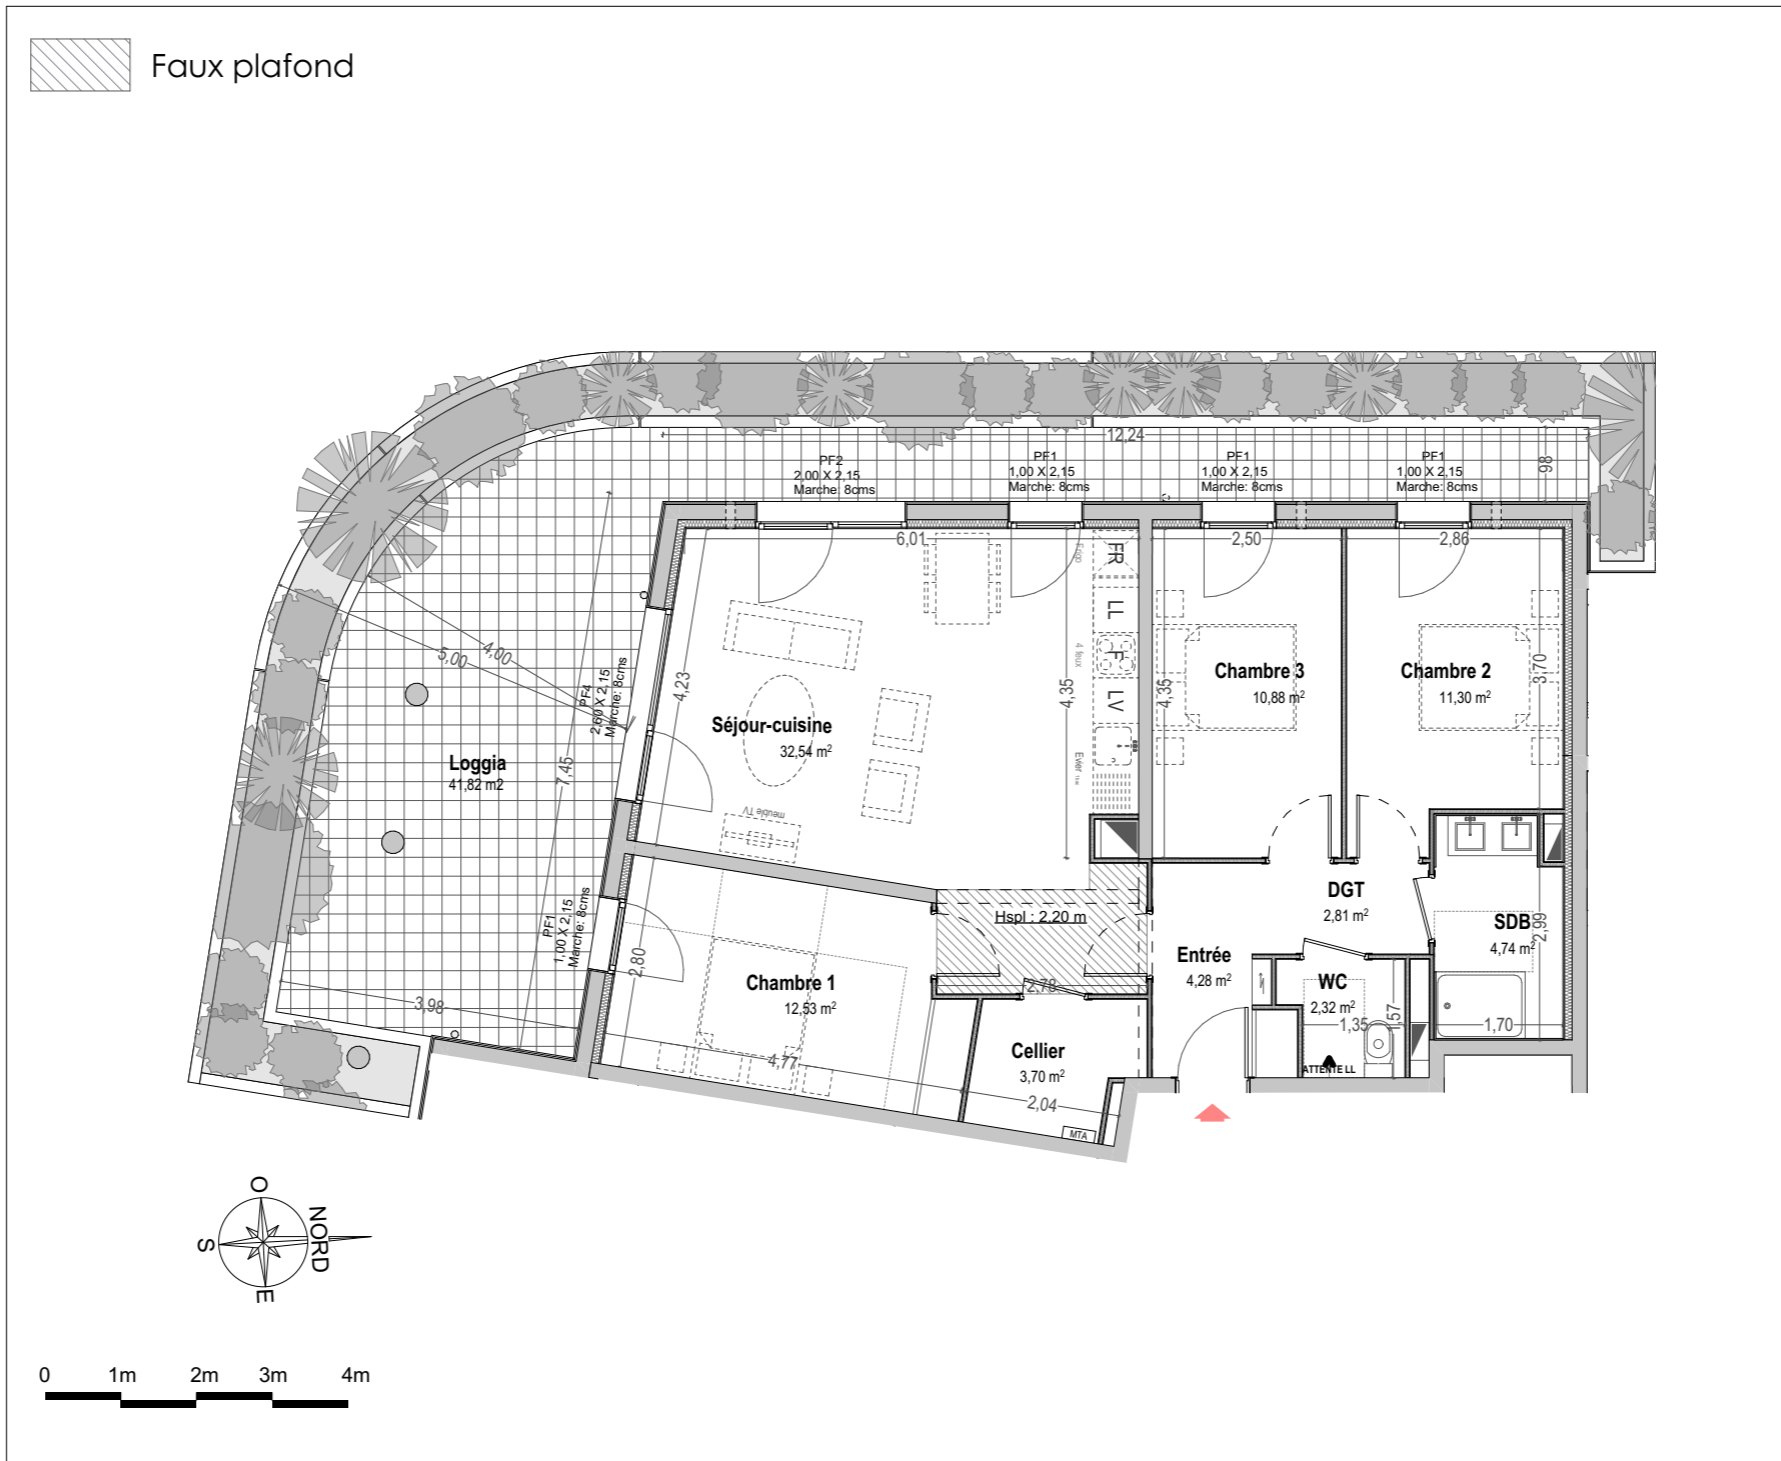 Faux plafond
12,24
,98
PF2
2,00 X 2,15
Marche: 8cms
PF1
1,00 X 2,15
Marche: 8cms
PF1
1,00 X 2,15
Marche: 8cms
PF1
1,00 X 2,15
Marche: 8cms
6,01
2,50
2,86
FR
Frigo
LL
4 feux
F
LV
Evier
4,00
5,00
PF4
2,60 X 2,15
Marche: 8cms
4,23
4,35
4,35
3,70
Séjour-cuisine
32,54 m²
Chambre 3
10,88 m²
Chambre 2
11,30 m²
Loggia
41,82 m2
7,45
meuble TV
PF1
1,00 X 2,15
Marche: 8cms
2,80
Hspl : 2,20 m
2,78
DGT
2,81 m²
SDB
4,74 m²
2,99
Entrée
4,28 m²
Chambre 1
12,53 m²
WC
2,32 m²
1,35
1,57
1,70
3,98
4,77
Cellier
3,70 m²
2,04
ATTENTE LL
MTA
O
NORD
S
E
0 1m 2m 3m 4m